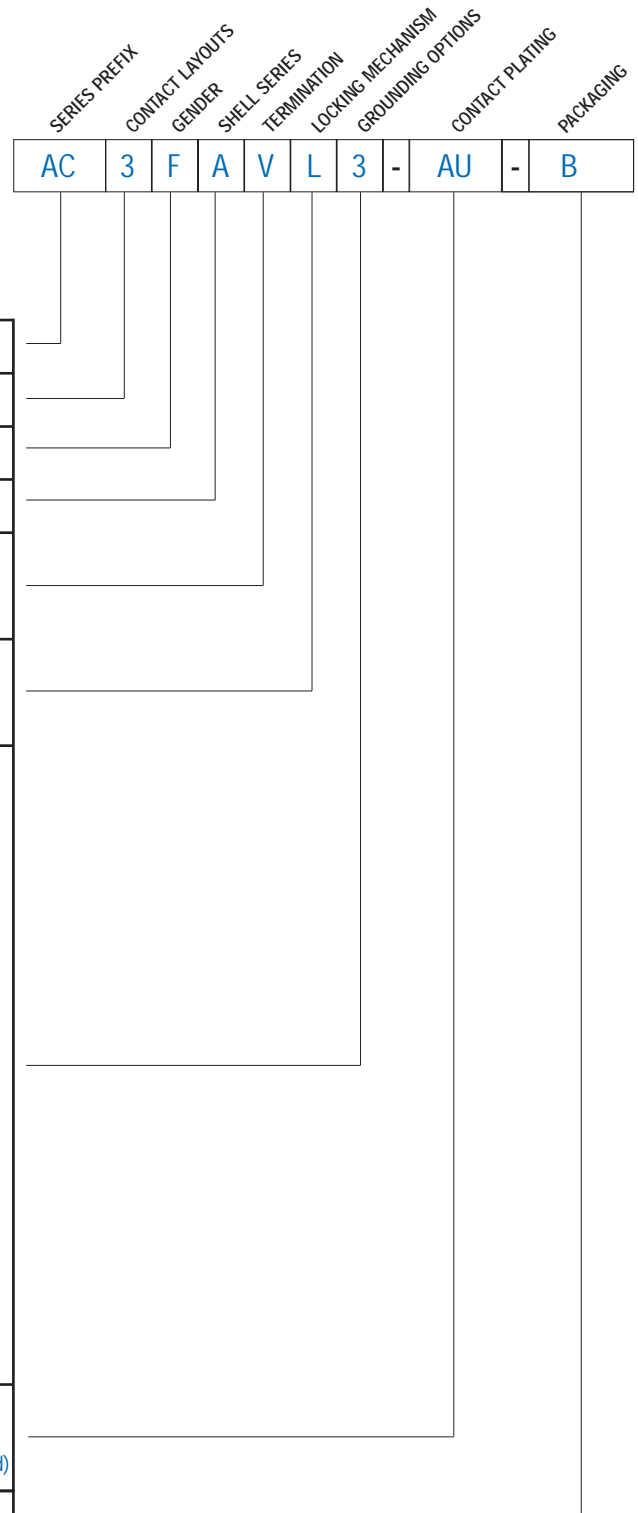 SERIES PREFIX
CONTACT LAYOUTS
GENDER
SHELL SERIES
TERMINATION
LOCKING MECHANISM
GROUNDING OPTIONS
CONTACT PLATING
PACKAGING
AC 3 F A V L 3 - AU - B